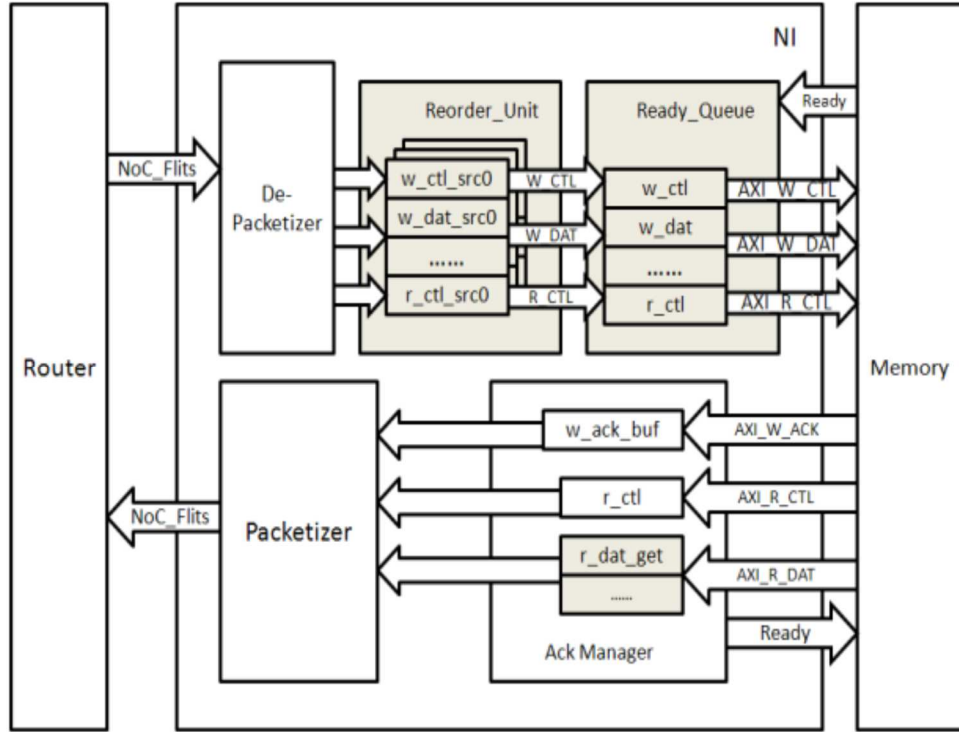 NI
Router
NoC_Flits
De-
Packetizer
Reorder_Unit
w_ctl_src0
w_dat_src0
......
r_ctl_src0
W_CTL
W_DAT
R_CTL
Ready_Queue
w_ctl
w_dat
......
r_ctl
Ready
AXI_W_CTL
AXI_W_DAT
AXI_R_CTL
Memory
NoC_Flits
Packetizer
w_ack_buf
r_ctl
r_dat_get
......
Ack Manager
AXI_W_ACK
AXI_R_CTL
AXI_R_DAT
Ready